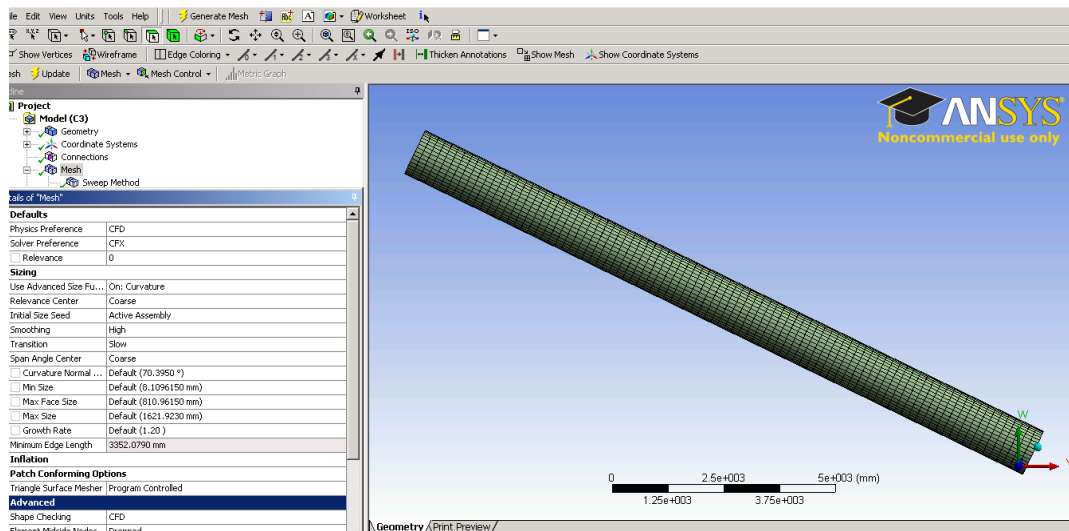 ile Edit View Units Tools Help Generate Mesh A Worksheet
Show Vertices Wireframe Edge Coloring Thicken Annotations Show Mesh Show Coordinate Systems
esh Update Mesh Mesh Control Metric Graph
Project
Model (C3)
Geometry
Coordinate Systems
Connections
Mesh
Sweep Method
etails of "Mesh"
Defaults
Physics Preference CFD
Solver Preference CFX
Relevance 0
Sizing
Use Advanced Size Fu... On: Curvature
Relevance Center Coarse
Initial Size Seed Active Assembly
Smoothing High
Transition Slow
Span Angle Center Coarse
Curvature Normal ... Default (70.3950 °)
Min Size Default (8.1096150 mm)
Max Face Size Default (810.96150 mm)
Max Size Default (1621.9230 mm)
Growth Rate Default (1.20 )
Minimum Edge Length 3352.0790 mm
Inflation
Patch Conforming Options
Triangle Surface Mesher Program Controlled
Advanced
Shape Checking CFD
Element Midside Nodes Dropped
ANSYS
Noncommercial use only
W
0 2.5e+003 5e+003 (mm)
1.25e+003 3.75e+003
Geometry Print Preview